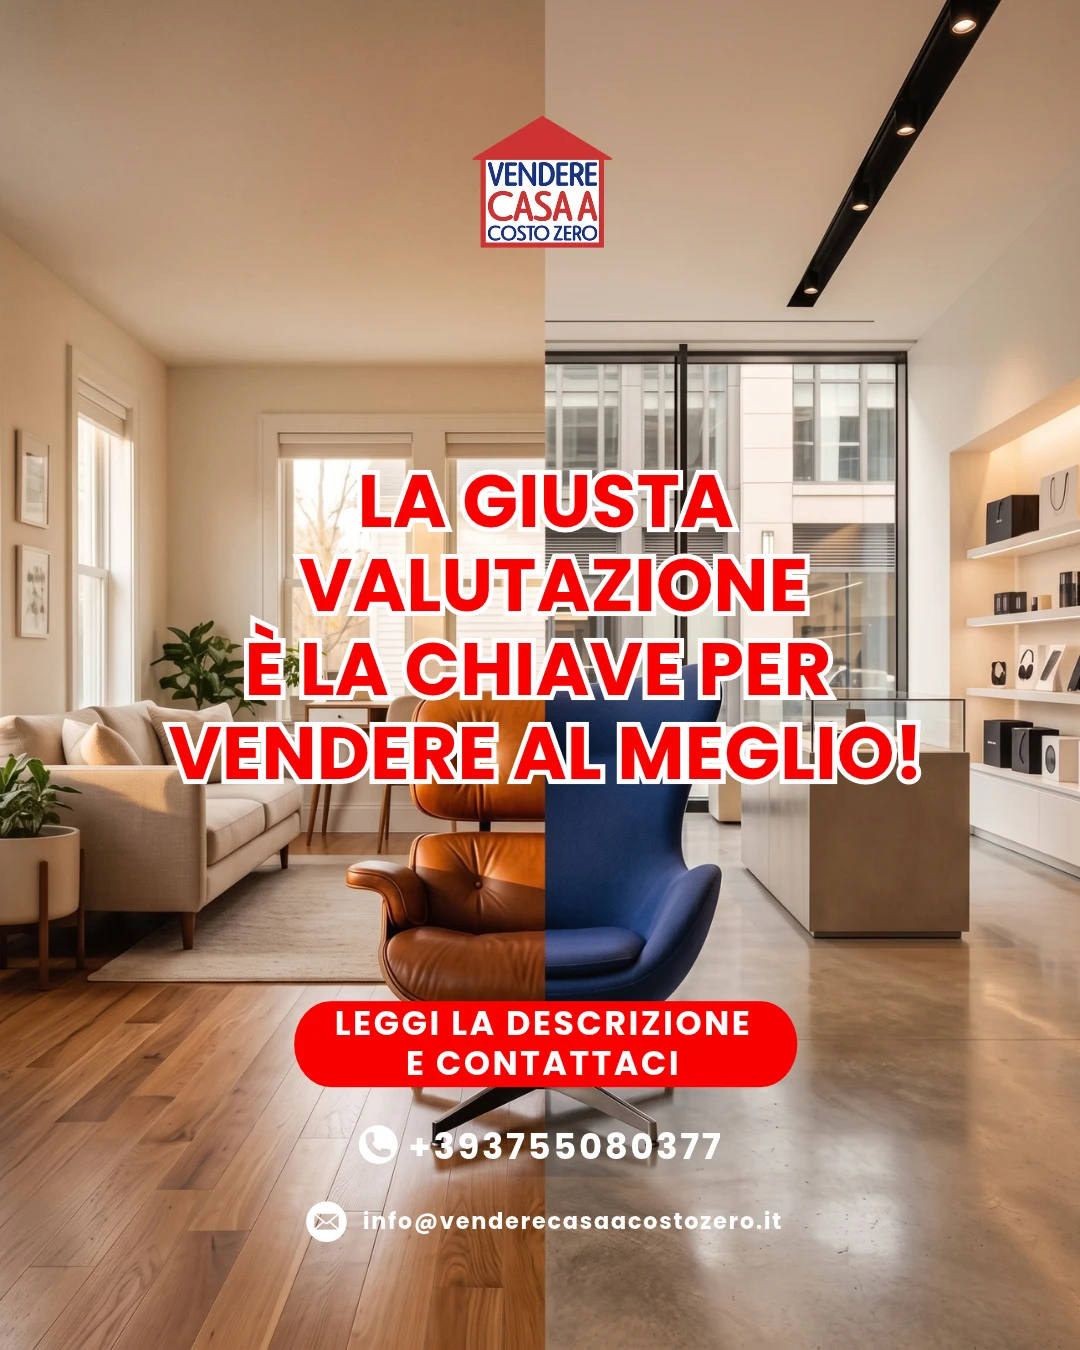 VENDERE
CASA A
COSTO ZERO
LA GIUSTA
VALUTAZIONE
È LA CHIAVE PER
VENDERE AL MEGLIO!
LEGGI LA DESCRIZIONE
E CONTATTACI
+393755080377
info@venderecasaacostozero.it